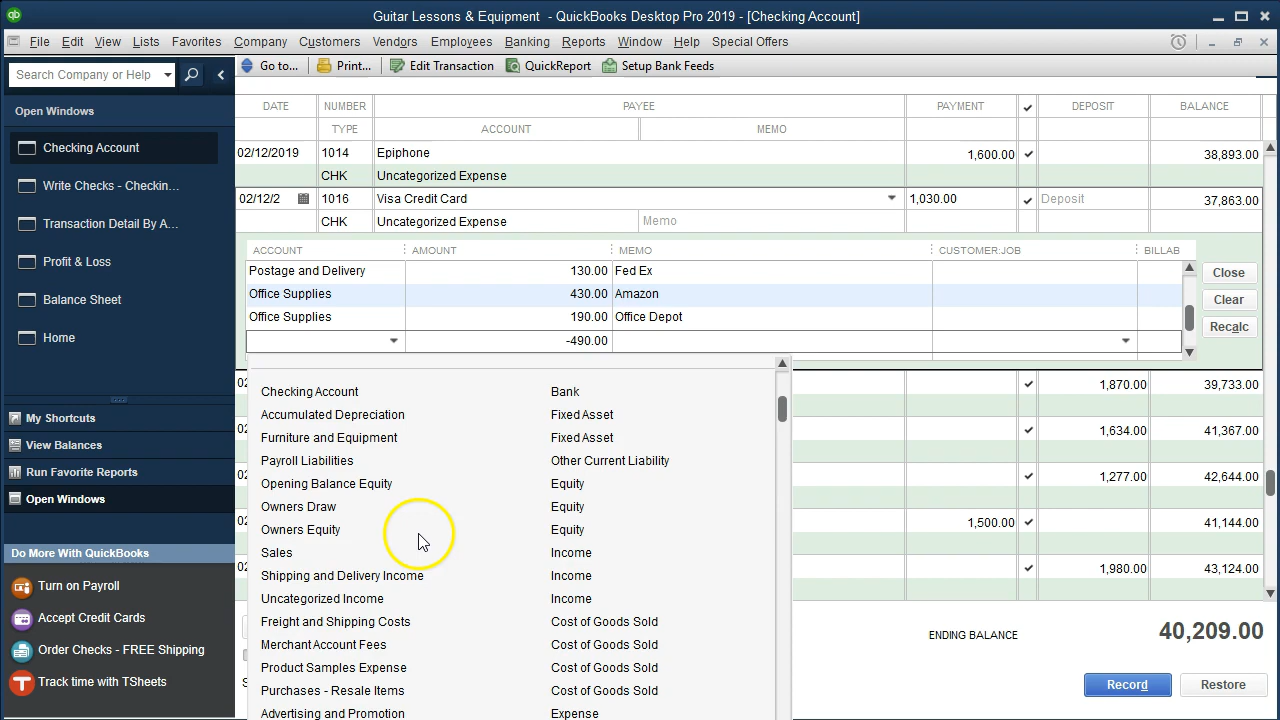 Guitar Lessons & Equipment - QuickBooks Desktop Pro 2019 - [Checking Account]
File Edit View Lists Favorites Company Customers Vendors Employees Banking Reports Window Help Special Offers
Search Company or Help
Go to... Print... Edit Transaction QuickReport Setup Bank Feeds
Open Windows
Checking Account
Write Checks - Checkin...
Transaction Detail By A...
Profit & Loss
Balance Sheet
Home
My Shortcuts
View Balances
Run Favorite Reports
Open Windows
Do More With QuickBooks
Turn on Payroll
Accept Credit Cards
Order Checks - FREE Shipping
Track time with TSheets
DATE NUMBER PAYEE PAYMENT ✓ DEPOSIT BALANCE
TYPE ACCOUNT MEMO
02/12/2019 1014 Epiphone 1,600.00 ✓ 38,893.00
CHK Uncategorized Expense
02/12/2 1016 Visa Credit Card 1,030.00 ✓ Deposit 37,863.00
CHK Uncategorized Expense Memo
ACCOUNT AMOUNT MEMO CUSTOMER:JOB BILLAB
Postage and Delivery 130.00 Fed Ex
Office Supplies 430.00 Amazon
Office Supplies 190.00 Office Depot
-490.00
Close
Clear
Recalc
Checking Account Bank
Accumulated Depreciation Fixed Asset
Furniture and Equipment Fixed Asset
Payroll Liabilities Other Current Liability
Opening Balance Equity Equity
Owners Draw Equity
Owners Equity Equity
Sales Income
Shipping and Delivery Income Income
Uncategorized Income Income
Freight and Shipping Costs Cost of Goods Sold
Merchant Account Fees Cost of Goods Sold
Product Samples Expense Cost of Goods Sold
Purchases - Resale Items Cost of Goods Sold
Advertising and Promotion Expense
✓ 1,870.00 39,733.00
✓ 1,634.00 41,367.00
✓ 1,277.00 42,644.00
1,500.00 ✓ 41,144.00
✓ 1,980.00 43,124.00
ENDING BALANCE 40,209.00
Record Restore